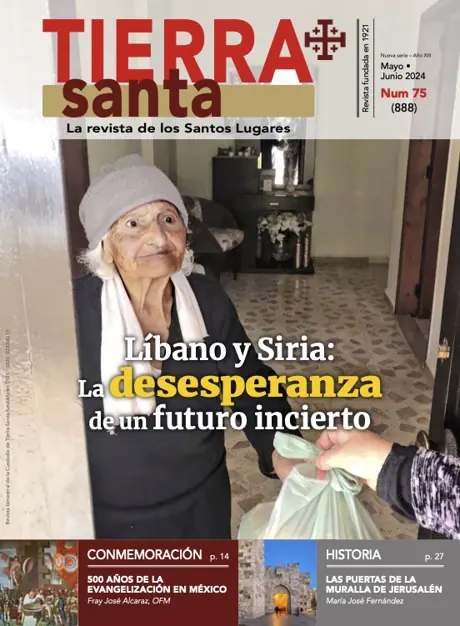 TIERRA
santa
La revista de los Santos Lugares
Revista fundada en 1921
Nueva serie – Año XIII
Mayo •
Junio 2024
Num 75
(888)
Líbano y Siria:
La desesperanza
de un futuro incierto
CONMEMORACIÓN p. 14
500 AÑOS DE LA
EVANGELIZACIÓN EN MÉXICO
Fray José Alcaraz, OFM
HISTORIA p. 27
LAS PUERTAS DE LA
MURALLA DE JERUSALÉN
María José Fernández